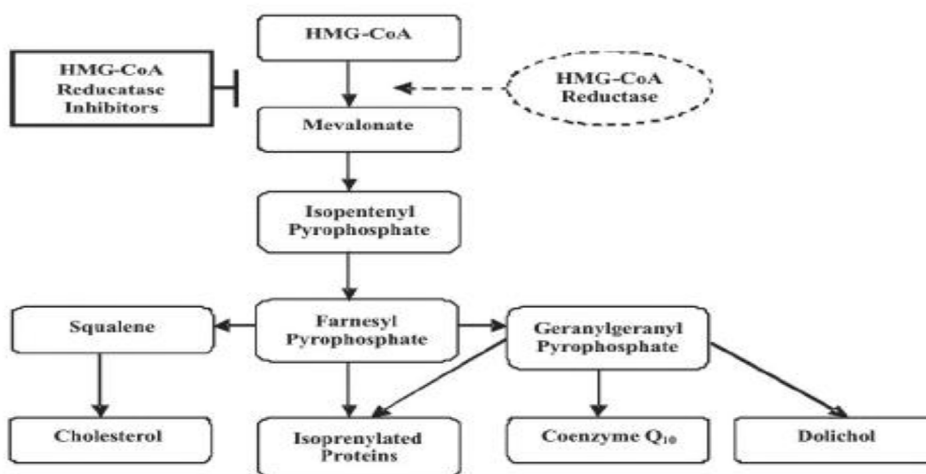 HMG-CoA
HMG-CoA
Reducatase
Inhibitors
HMG-CoA
Reductase
Mevalonate
Isopentenyl
Pyrophosphate
Squalene
Farnesyl
Pyrophosphate
Geranylgeranyl
Pyrophosphate
Cholesterol
Isoprenylated
Proteins
Coenzyme Q₁₀
Dolichol